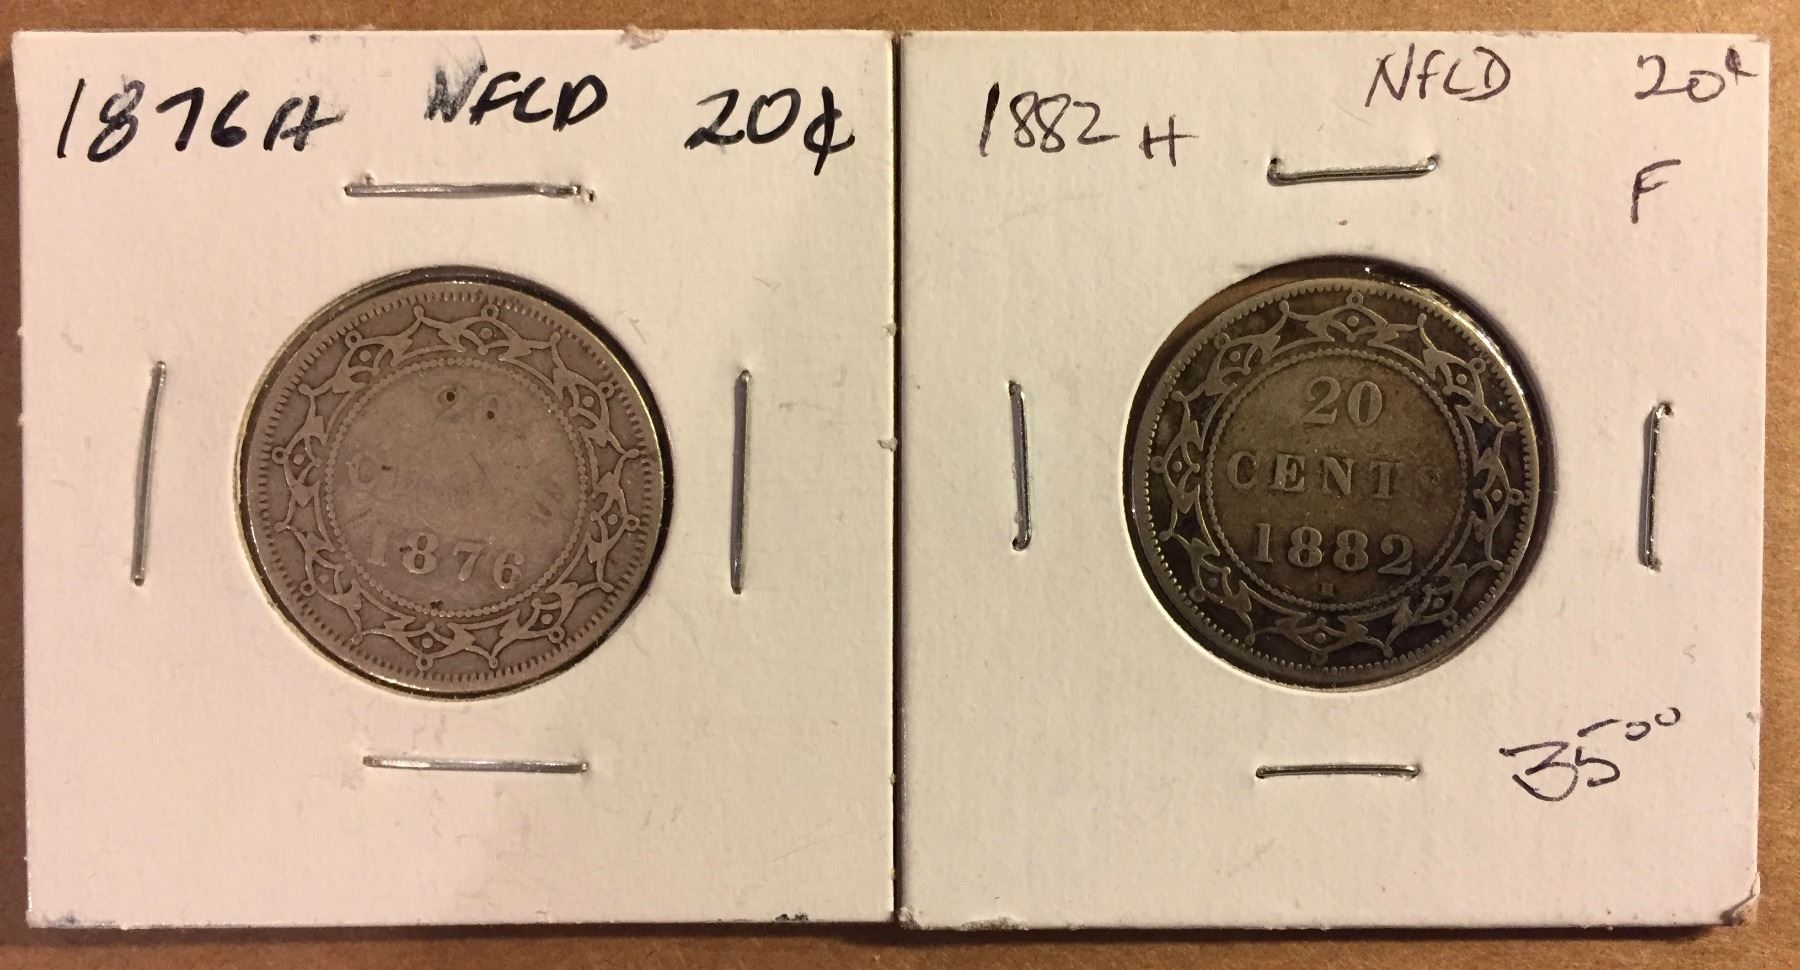 1876H NFLD 20¢
20
1876
1882 H NFLD 20¢
F
20
CENTS
1882
H
35⁰⁰